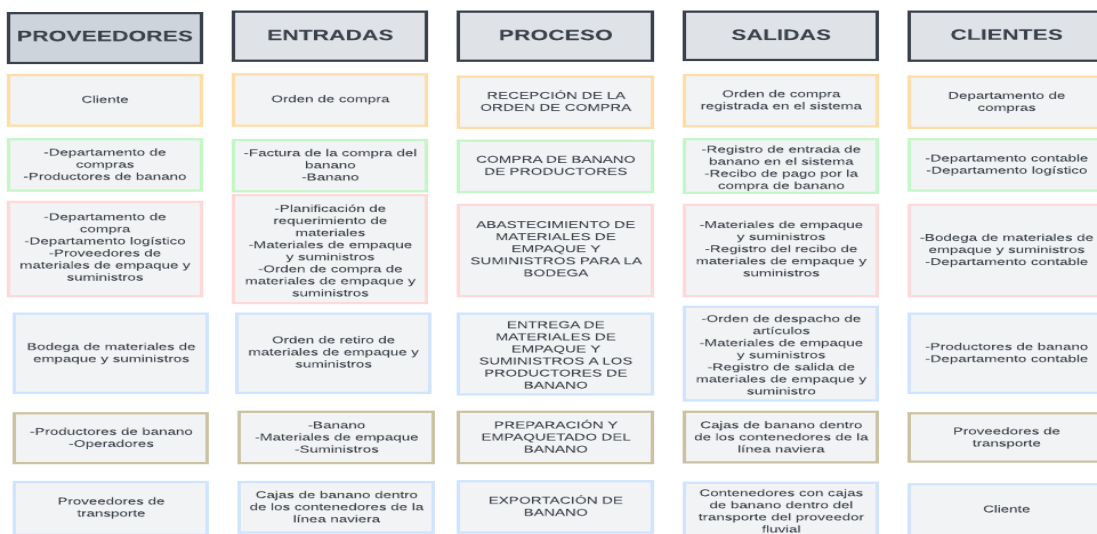 PROVEEDORES
ENTRADAS
PROCESO
SALIDAS
CLIENTES
Cliente
Orden de compra
RECEPCIÓN DE LA
ORDEN DE COMPRA
Orden de compra
registrada en el sistema
Departamento de
compras
-Departamento de
compras
-Productores de banano
-Factura de la compra del
banano
-Banano
COMPRA DE BANANO
DE PRODUCTORES
-Registro de entrada de
banano en el sistema
-Recibo de pago por la
compra de banano
-Departamento contable
-Departamento logístico
-Departamento de
compra
-Departamento logístico
-Proveedores de
materiales de empaque y
suministros
-Planificación de
requerimiento de
materiales
-Materiales de empaque
y suministros
-Orden de compra de
materiales de empaque y
suministros
ABASTECIMIENTO DE
MATERIALES DE
EMPAQUE Y
SUMINISTROS PARA LA
BODEGA
-Materiales de empaque
y suministros
-Registro del recibo de
materiales de empaque y
suministros
-Bodega de materiales de
empaque y suministros
-Departamento contable
Bodega de materiales de
empaque y suministros
Orden de retiro de
materiales de empaque y
suministros
ENTREGA DE
MATERIALES DE
EMPAQUE Y
SUMINISTROS A LOS
PRODUCTORES DE
BANANO
-Orden de despacho de
artículos
-Materiales de empaque
y suministros
-Registro de salida de
materiales de empaque y
suministro
-Productores de banano
-Departamento contable
-Productores de banano
-Operadores
-Banano
-Materiales de empaque
-Suministros
PREPARACIÓN Y
EMPAQUETADO DEL
BANANO
Cajas de banano dentro
de los contenedores de la
línea naviera
Proveedores de
transporte
Proveedores de
transporte
Cajas de banano dentro
de los contenedores de la
línea naviera
EXPORTACIÓN DE
BANANO
Contenedores con cajas
de banano dentro del
transporte del proveedor
fluvial
Cliente